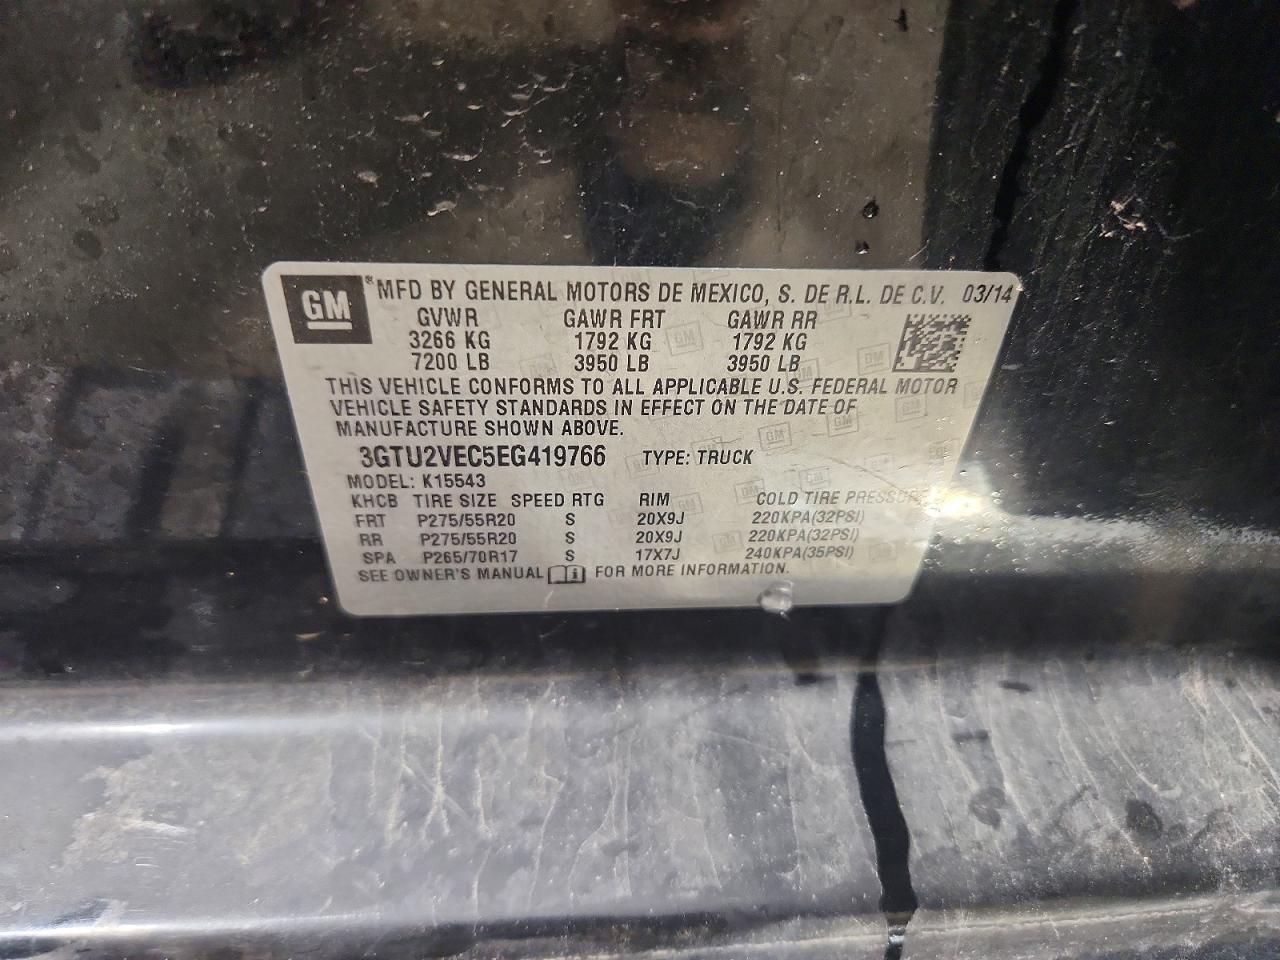 GM ® MFD BY GENERAL MOTORS DE MEXICO, S. DE R.L. DE C.V. 03/14
GVWR GAWR FRT GAWR RR
3266 KG 1792 KG 1792 KG
7200 LB 3950 LB 3950 LB
THIS VEHICLE CONFORMS TO ALL APPLICABLE U.S. FEDERAL MOTOR
VEHICLE SAFETY STANDARDS IN EFFECT ON THE DATE OF
MANUFACTURE SHOWN ABOVE.
3GTU2VEC5EG419766 TYPE: TRUCK
MODEL: K15543
KHCB TIRE SIZE SPEED RTG RIM COLD TIRE PRESSURE
FRT P275/55R20 S 20X9J 220KPA(32PSI)
RR P275/55R20 S 20X9J 220KPA(32PSI)
SPA P265/70R17 S 17X7J 240KPA(35PSI)
SEE OWNER'S MANUAL FOR MORE INFORMATION.